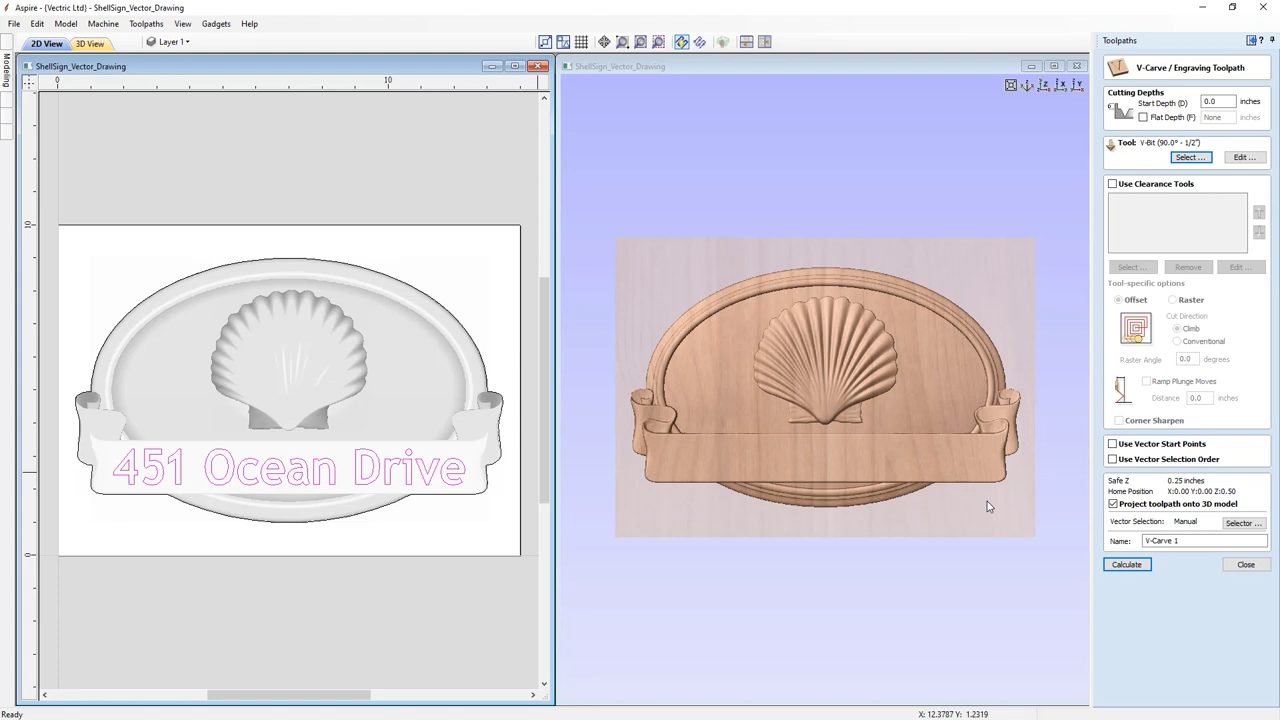 Aspire - {Vectric Ltd} - ShellSign_Vector_Drawing
File Edit Model Machine Toolpaths View Gadgets Help
2D View 3D View Layer 1
Toolpaths
Modeling
ShellSign_Vector_Drawing
ShellSign_Vector_Drawing
0 10
10
0
451 Ocean Drive
Z X Y
V-Carve / Engraving Toolpath
Cutting Depths
Start Depth (D) 0.0 inches
Flat Depth (F) None inches
Tool: V-Bit (90.0° - 1/2")
Select ... Edit ...
Use Clearance Tools
Select ... Remove Edit ...
Tool-specific options
Offset Raster
Cut Direction
Climb
Conventional
Raster Angle 0.0 degrees
Ramp Plunge Moves
Distance 0.0 inches
Corner Sharpen
Use Vector Start Points
Use Vector Selection Order
Safe Z 0.25 inches
Home Position X:0.00 Y:0.00 Z:0.50
Project toolpath onto 3D model
Vector Selection: Manual Selector ...
Name: V-Carve 1
Calculate Close
Ready X: 12.3787 Y: 1.2319